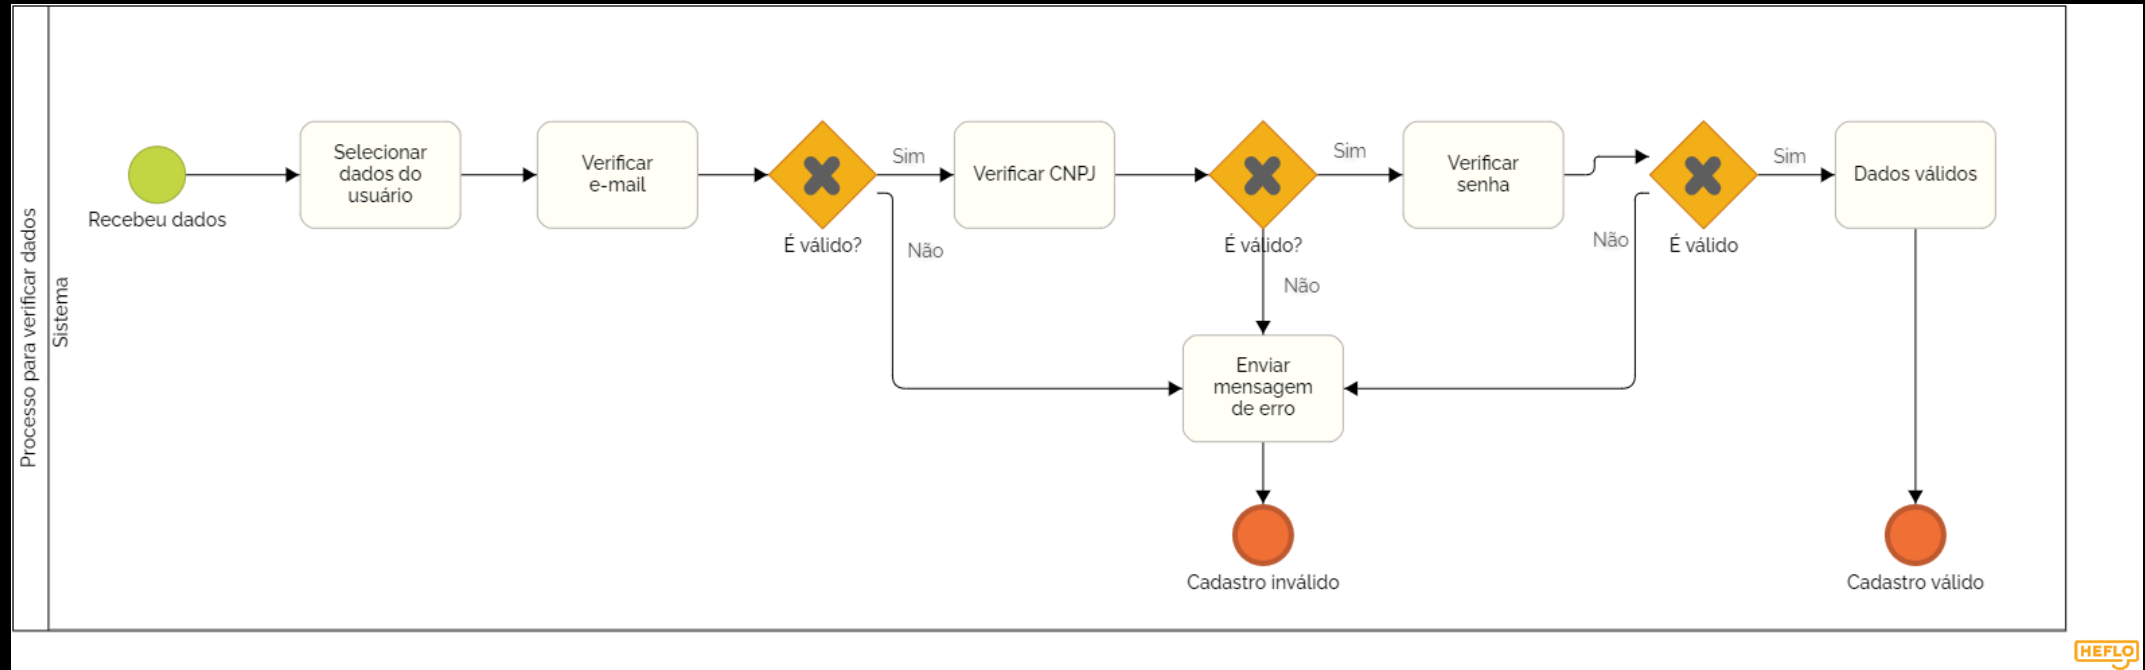 Processo para verificar dados
Sistema
Recebeu dados
Selecionar
dados do
usuário
Verificar
e-mail
É válido?
Sim
Não
Verificar CNPJ
É válido?
Sim
Não
Verificar
senha
É válido
Sim
Não
Dados válidos
Enviar
mensagem
de erro
Cadastro inválido
Cadastro válido
HEFLO